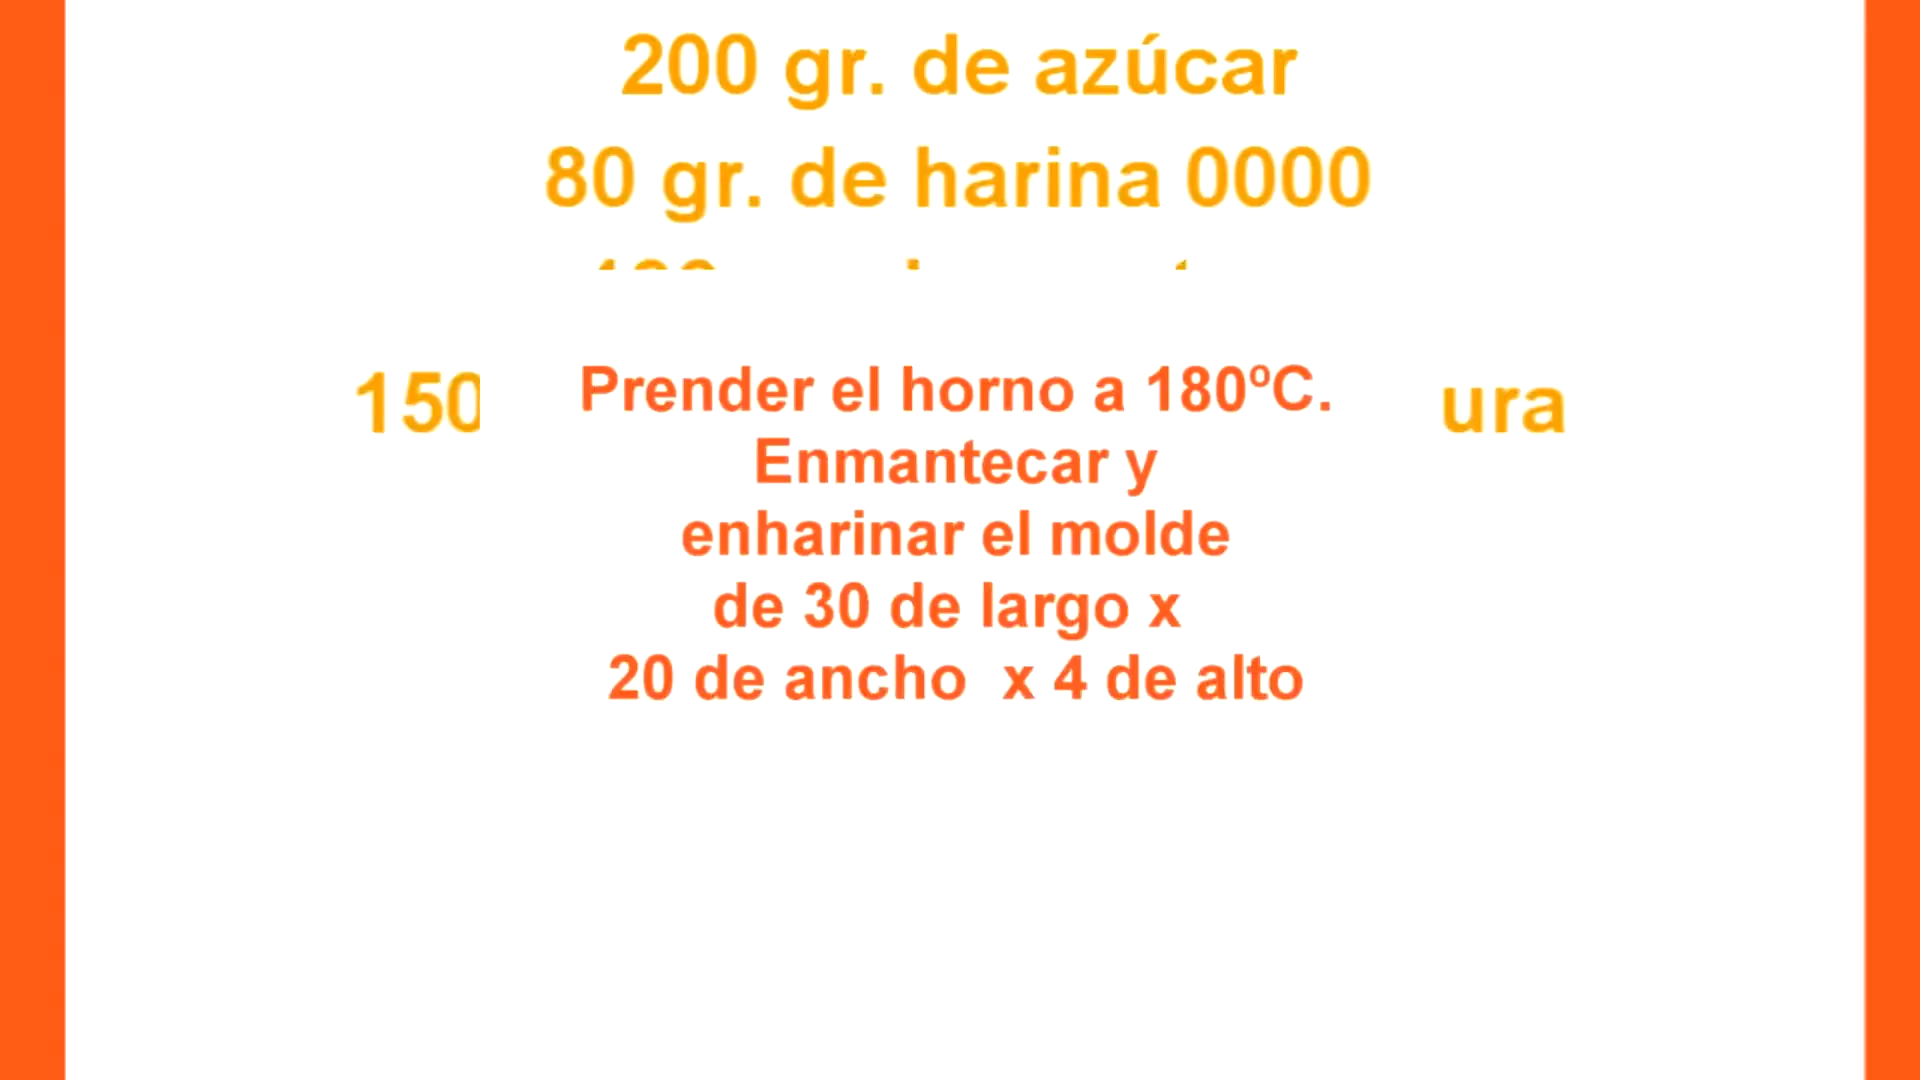 200 gr. de azúcar
80 gr. de harina 0000
150
ura
Prender el horno a 180ºC.
Enmantecar y
enharinar el molde
de 30 de largo x
20 de ancho x 4 de alto